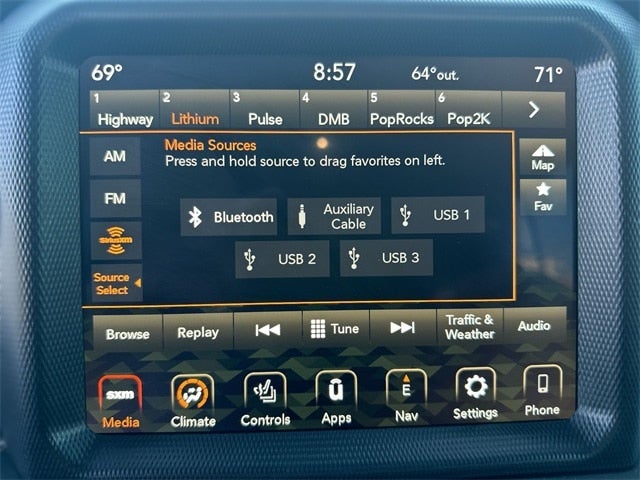 69° 8:57 64°out. 71°
1 2 3 4 5 6
Highway Lithium Pulse DMB PopRocks Pop2K
AM
Media Sources
Press and hold source to drag favorites on left.
Map
FM
Fav
Bluetooth
Auxiliary
Cable
USB 1
SiriusXM
USB 2
USB 3
Source
Select
Browse Replay Tune
Traffic &
Weather
Audio
sxm
Media
Climate
Controls
ū
Apps
E
Nav
Settings
Phone